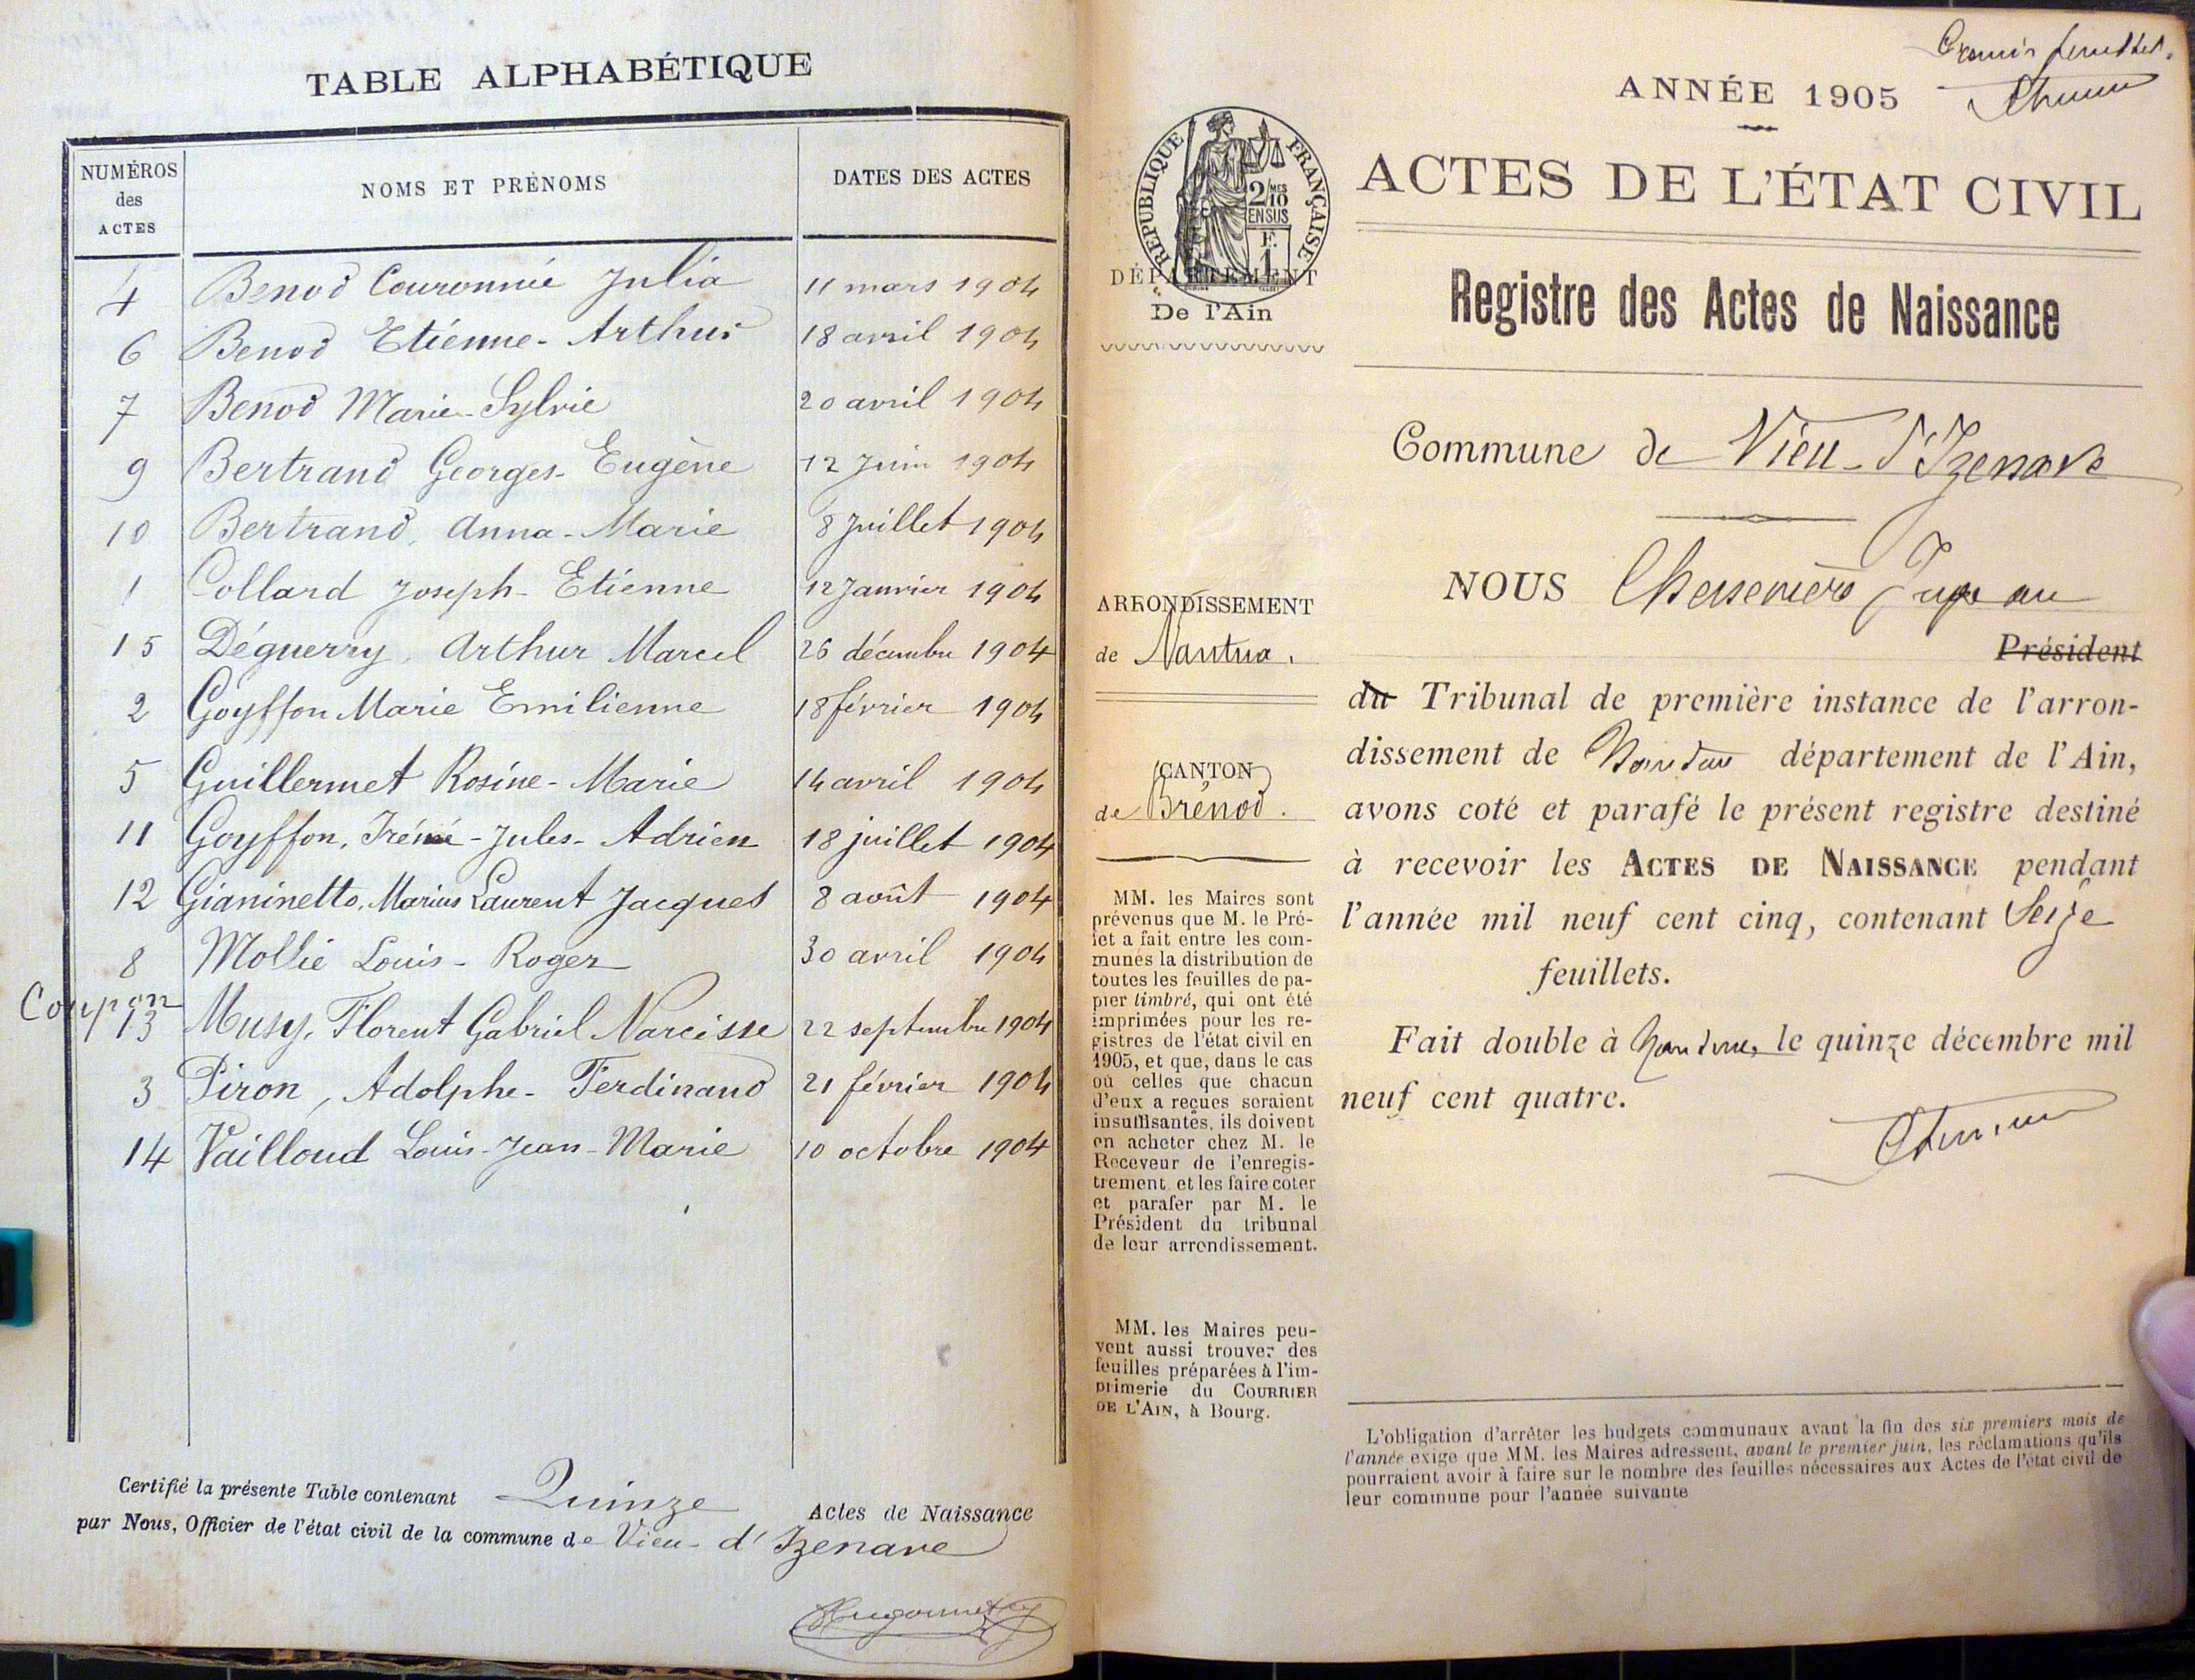 TABLE ALPHABÉTIQUE
NUMÉROS des ACTES NOMS ET PRÉNOMS DATES DES ACTES
4 Benod Couronnée Julia 11 mars 1904
6 Benod Etienne-Arthur 18 avril 1904
7 Benod Marie-Sylvie 20 avril 1904
9 Bertrand Georges-Eugène 12 Juin 1904
10 Bertrand, Anna-Marie 8 Juillet 1904
1 Collard Joseph-Etienne 12 Janvier 1904
15 Déguerry, Arthur Marcel 26 décembre 1904
2 Goyffon Marie Emilienne 18 février 1904
5 Guillermet Rosine-Marie 14 avril 1904
11 Goyffon, Iréné-Jules-Adrien 18 juillet 1904
12 Gianinetto, Marius Laurent Jacques 8 août 1904
8 Mollie Louis-Roger 30 avril 1904
Coupon
13 Musy, Florent Gabriel Narcisse 22 septembre 1904
3 Piron, Adolphe-Ferdinand 21 février 1904
14 Vailloud Louis-Jean-Marie 10 octobre 1904
Certifié la présente Table contenant Quinze Actes de Naissance
par Nous, Officier de l'état civil de la commune de Vieu-d'Izenave
Hugonnet
ANNÉE 1905
RÉPUBLIQUE FRANÇAISE
2/10 MES
EN SUS
F.
1
DÉPARTEMENT
De l'Ain
ARRONDISSEMENT
de Nantua.
CANTON
de Brénod.
MM. les Maires sont
prévenus que M. le Pré-
fet a fait entre les com-
munes la distribution de
toutes les feuilles de pa-
pier timbré, qui ont été
imprimées pour les re-
gistres de l'état civil en
1905, et que, dans le cas
où celles que chacun
d'eux a reçues seraient
insuffisantes, ils doivent
en acheter chez M. le
Receveur de l'enregis-
trement et les faire coter
et parafer par M. le
Président du tribunal
de leur arrondissement.
MM. les Maires peu-
vent aussi trouver des
feuilles préparées à l'im-
primerie du COURRIER
DE L'AIN, à Bourg.
ACTES DE L'ÉTAT CIVIL
Registre des Actes de Naissance
Commune de Vieu-d'Izenave
NOUS Juge au
Président
du Tribunal de première instance de l'arron-
dissement de Nantua département de l'Ain,
avons coté et parafé le présent registre destiné
à recevoir les ACTES DE NAISSANCE pendant
l'année mil neuf cent cinq, contenant Seize
feuillets.
Fait double à Nantua, le quinze décembre mil
neuf cent quatre.
L'obligation d'arrêter les budgets communaux avant la fin des six premiers mois de
l'année exige que MM. les Maires adressent, avant le premier juin, les réclamations qu'ils
pourraient avoir à faire sur le nombre des feuilles nécessaires aux Actes de l'état civil de
leur commune pour l'année suivante